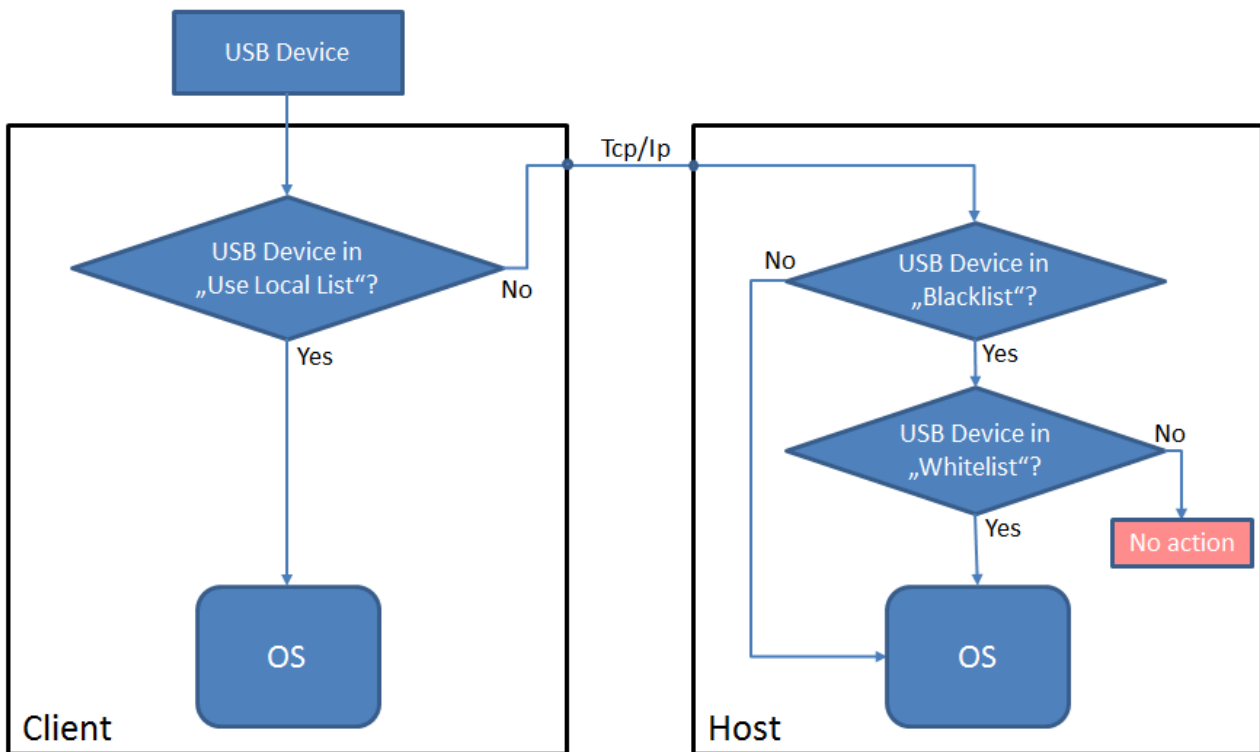 USB Device
Tcp/Ip
USB Device in
„Use Local List“?
No
Yes
OS
Client
USB Device in
„Blacklist“?
No
Yes
USB Device in
„Whitelist“?
No
Yes
No action
OS
Host